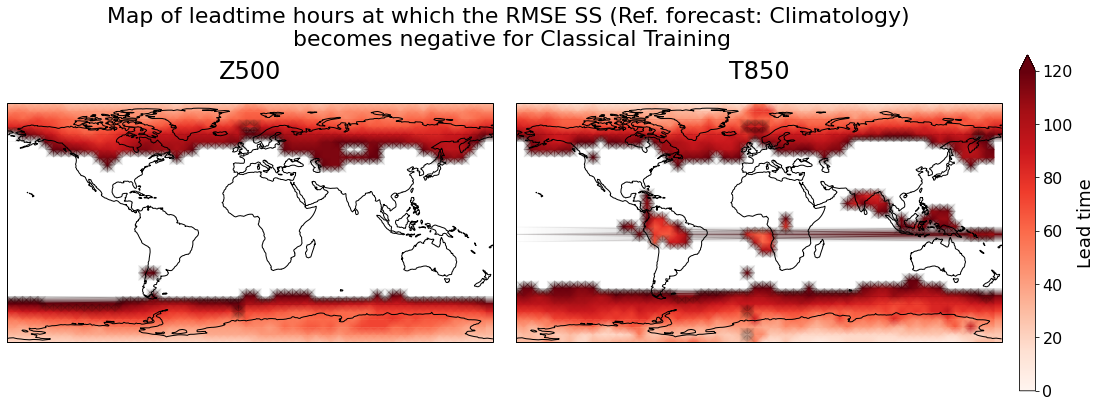 Map of leadtime hours at which the RMSE SS (Ref. forecast: Climatology)
becomes negative for Classical Training
Z500
T850
120
100
80
60
40
20
0
Lead time